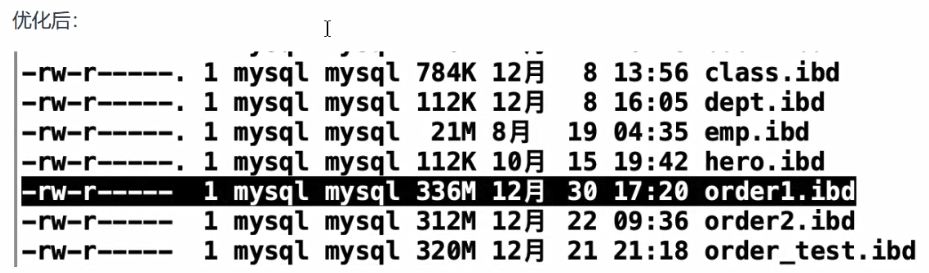 优化后：
-rw-r-----. 1 mysql mysql 784K 12月  8 13:56 class.ibd
-rw-r-----. 1 mysql mysql 112K 12月  8 16:05 dept.ibd
-rw-r-----. 1 mysql mysql  21M 8月  19 04:35 emp.ibd
-rw-r-----. 1 mysql mysql 112K 10月 15 19:42 hero.ibd
-rw-r-----  1 mysql mysql 336M 12月 30 17:20 order1.ibd
-rw-r-----  1 mysql mysql 312M 12月 22 09:36 order2.ibd
-rw-r-----  1 mysql mysql 320M 12月 21 21:18 order_test.ibd